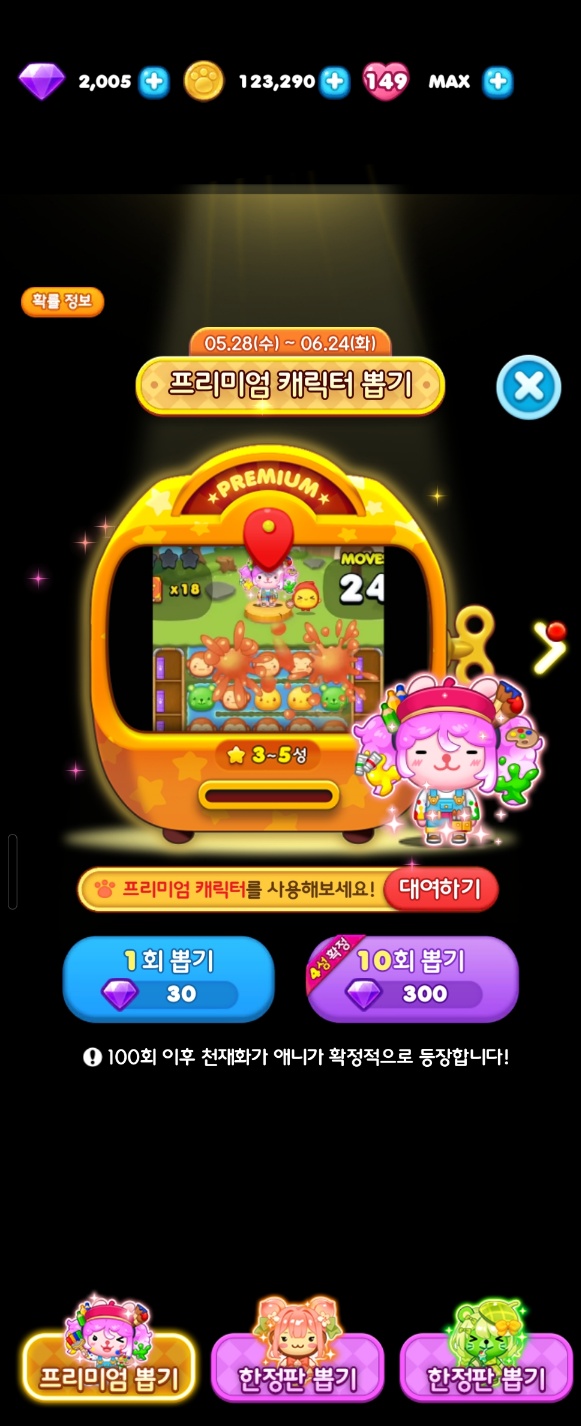 2,005
123,290
149 MAX
확률 정보
05.28(수) ~ 06.24(화)
프리미엄 캐릭터 뽑기
PREMIUM
MOVE
x18
24
3~5성
프리미엄 캐릭터를 사용해보세요!
대여하기
1회 뽑기
30
4성 확정
10회 뽑기
300
100회 이후 천재화가 애니가 확정적으로 등장합니다!
프리미엄 뽑기
한정판 뽑기
한정판 뽑기